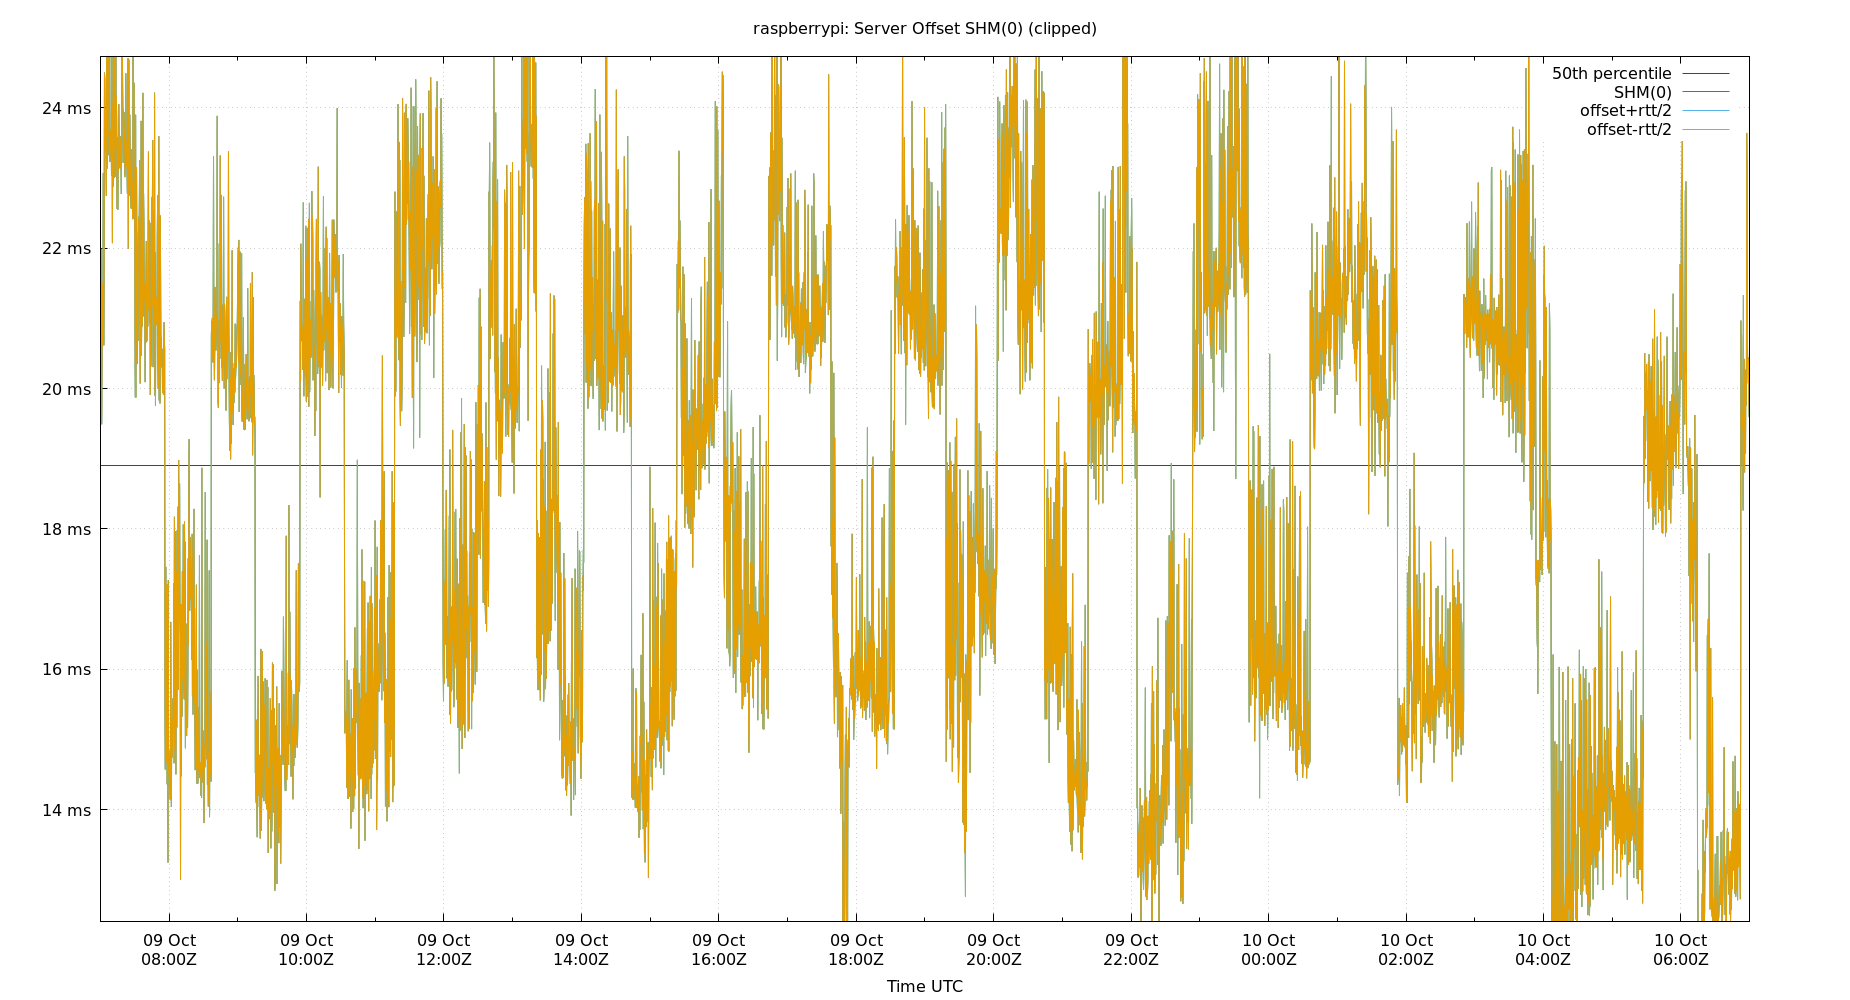 raspberrypi: Server Offset SHM(0) (clipped)
50th percentile
SHM(0)
offset+rtt/2
offset-rtt/2
24 ms
22 ms
20 ms
18 ms
16 ms
14 ms
09 Oct 09 Oct 09 Oct 09 Oct 09 Oct 09 Oct 09 Oct 09 Oct 10 Oct 10 Oct 10 Oct 10 Oct
08:00Z 10:00Z 12:00Z 14:00Z 16:00Z 18:00Z 20:00Z 22:00Z 00:00Z 02:00Z 04:00Z 06:00Z
Time UTC